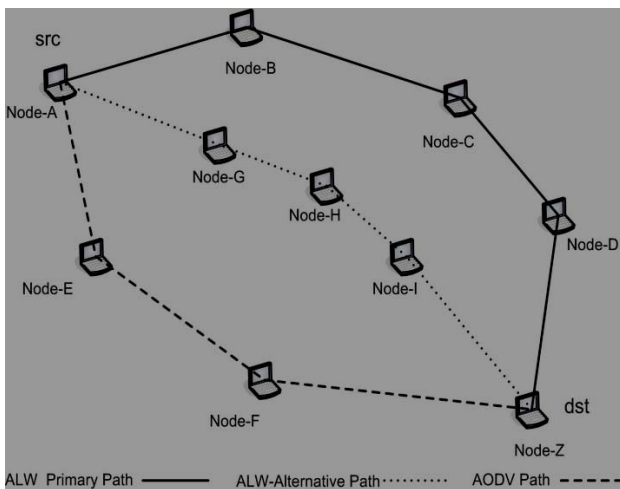 src
Node-B
Node-A
Node-C
Node-G
Node-H
Node-D
Node-E
Node-I
Node-F
dst
Node-Z
ALW Primary Path ALW-Alternative Path AODV Path